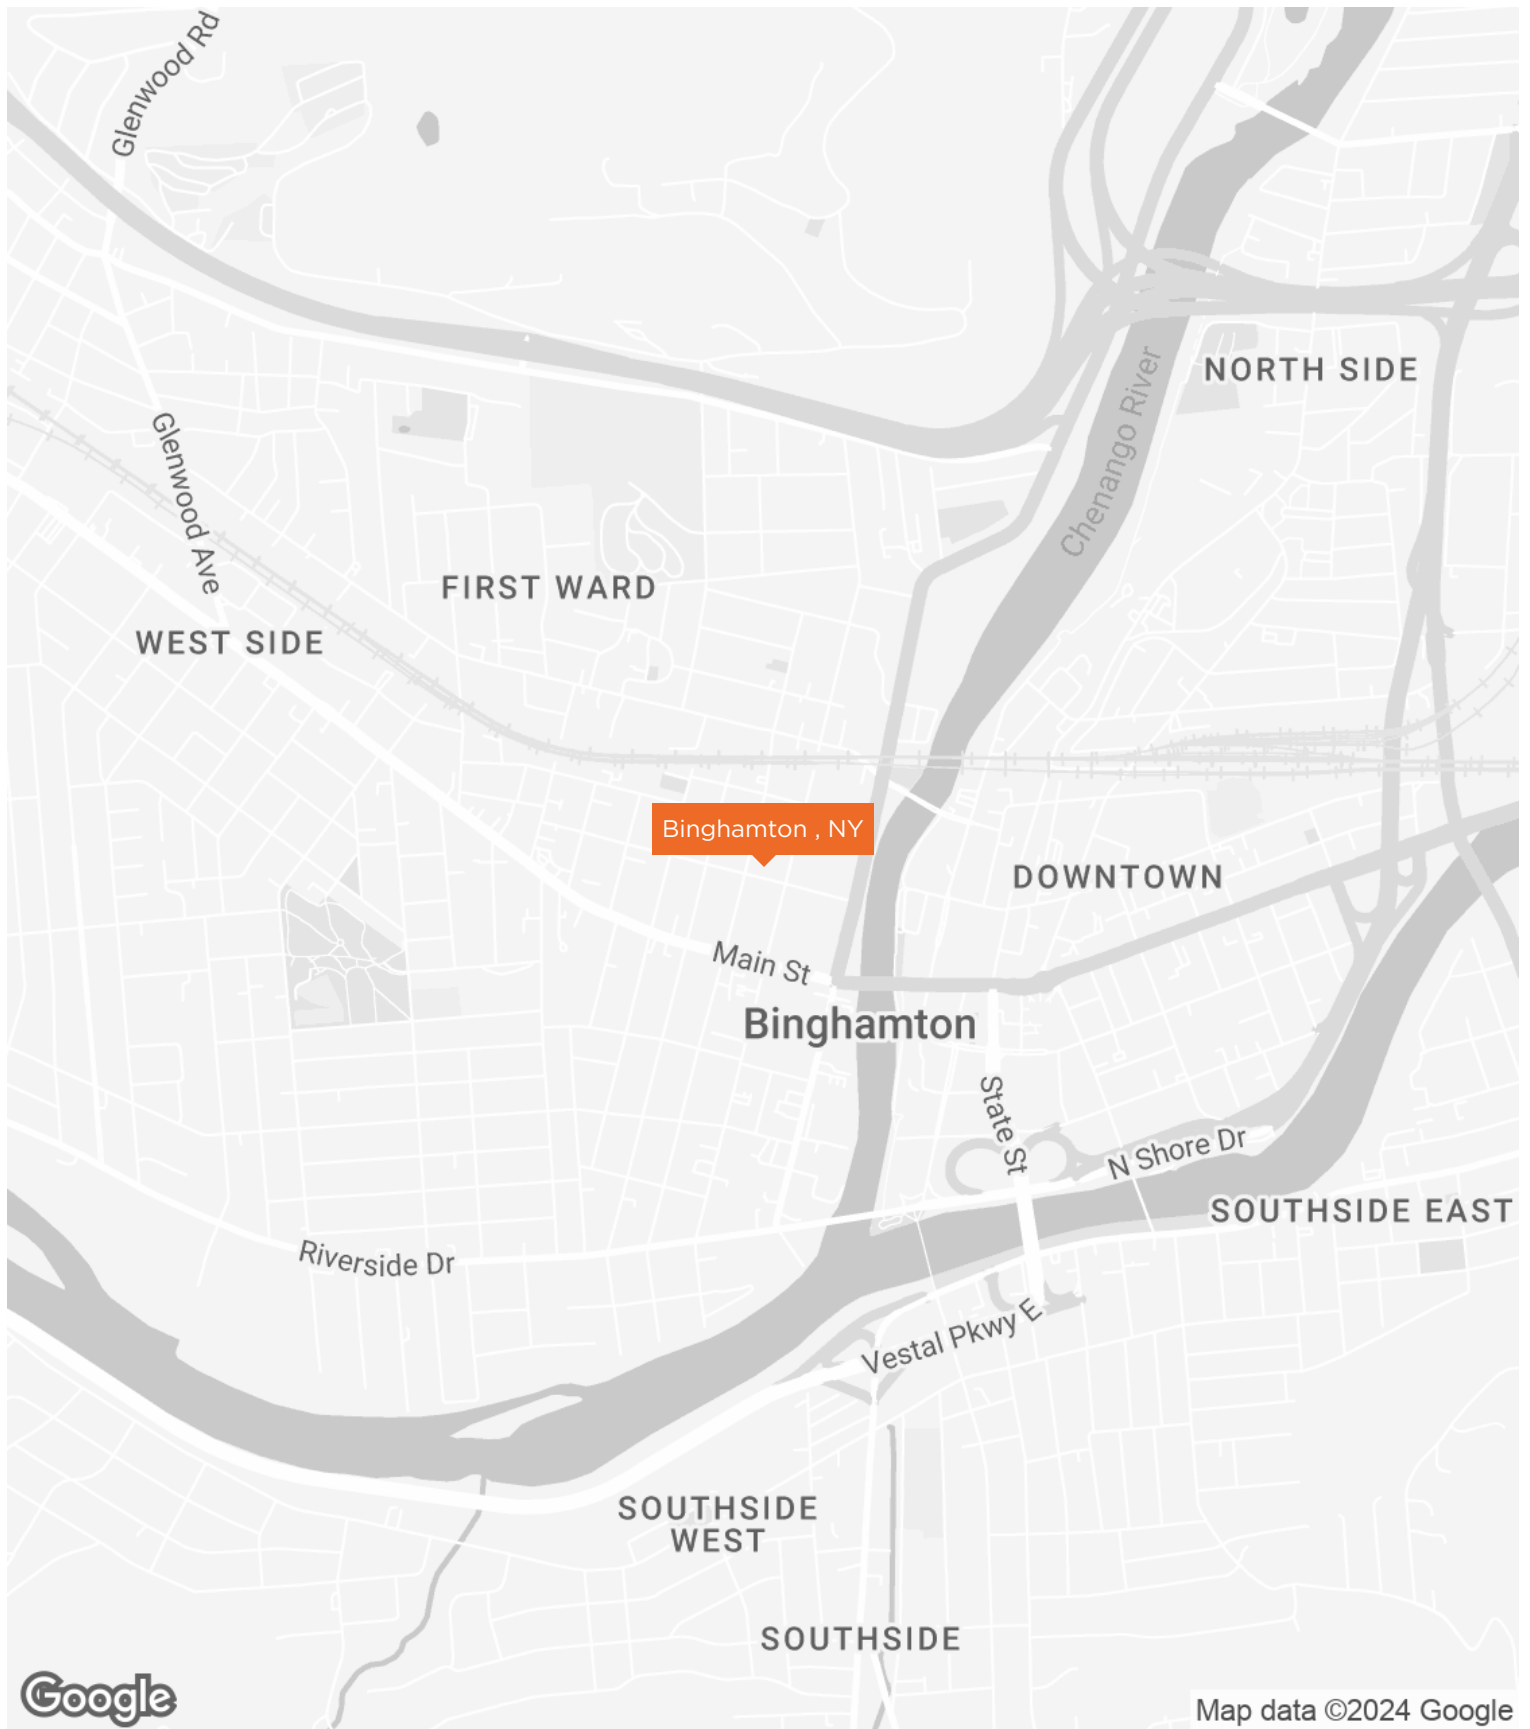 Glenwood Rd
NORTH SIDE
Chenango River
Glenwood Ave
FIRST WARD
WEST SIDE
Binghamton , NY
DOWNTOWN
Main St
Binghamton
State St
N Shore Dr
SOUTHSIDE EAST
Riverside Dr
Vestal Pkwy E
SOUTHSIDE
WEST
SOUTHSIDE
Google
Map data ©2024 Google